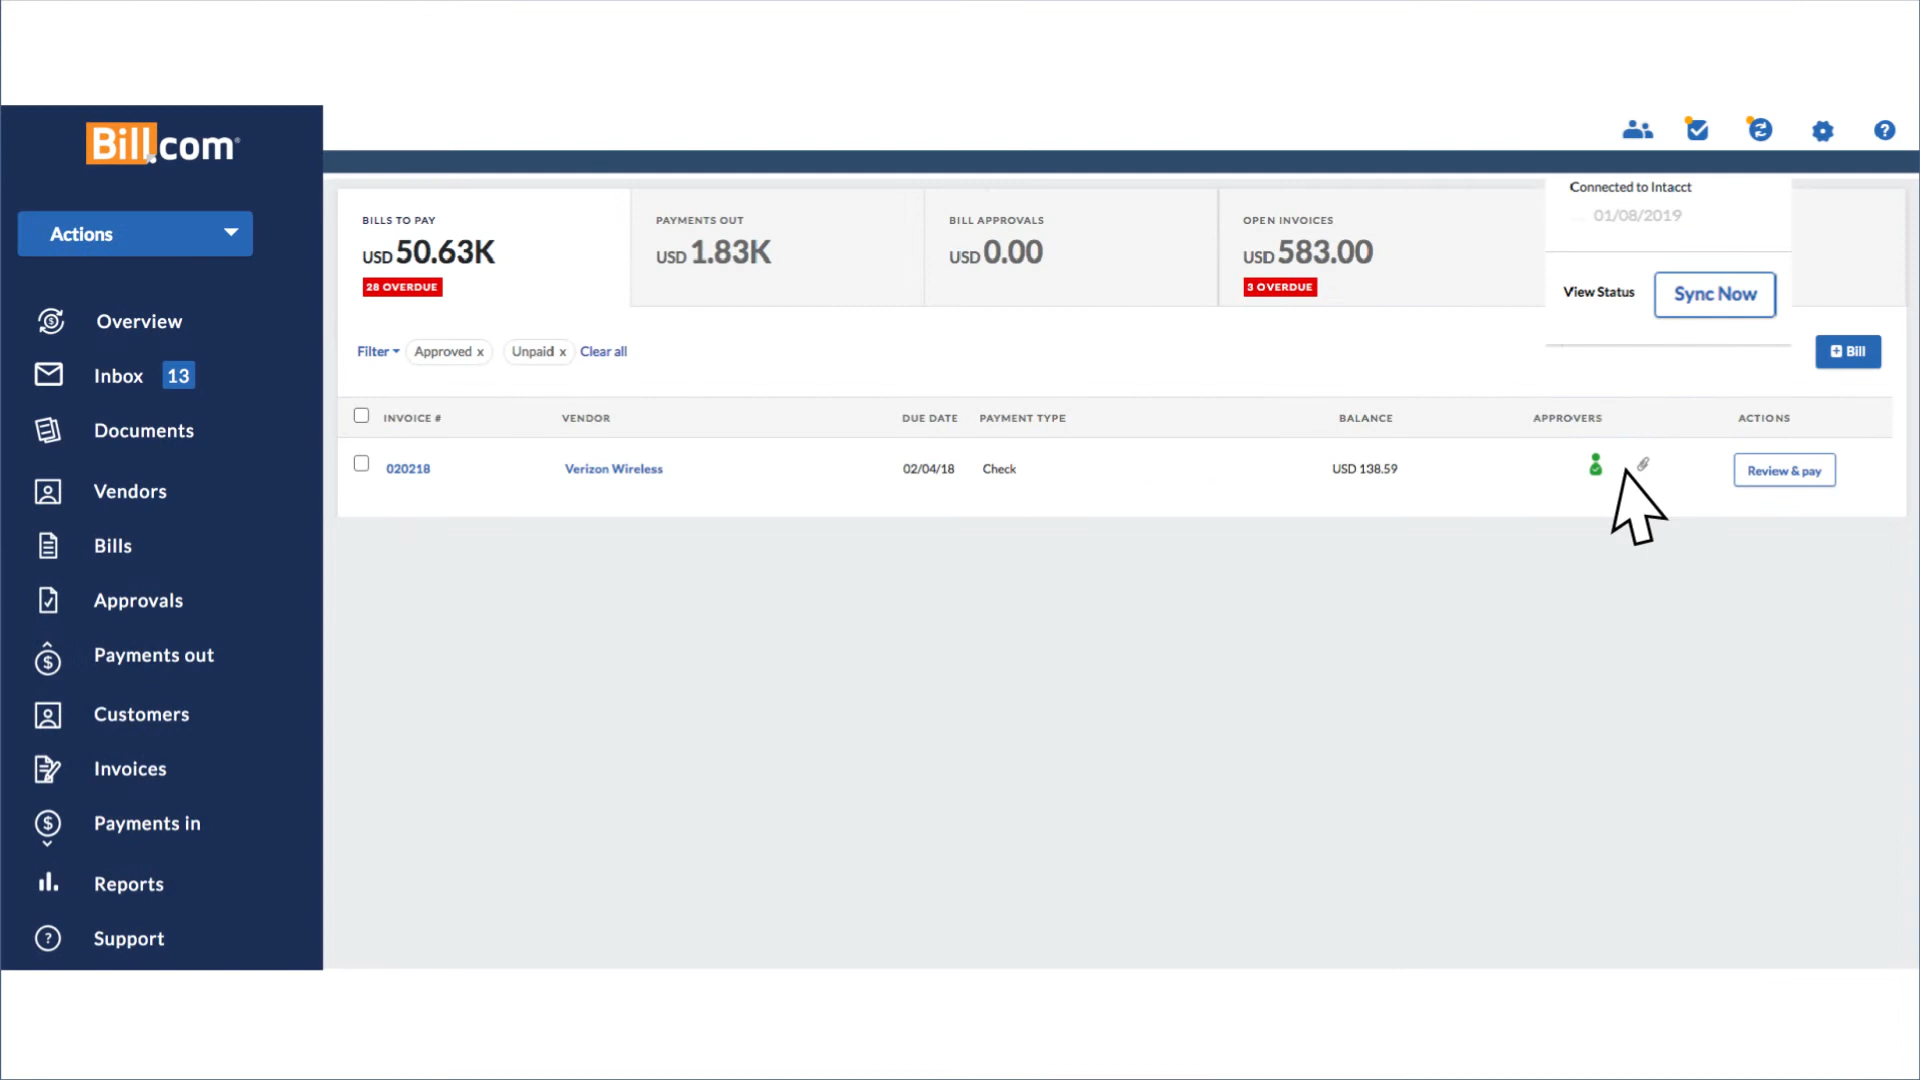 Bill.com®
Actions
Overview
Inbox 13
Documents
Vendors
Bills
Approvals
Payments out
Customers
Invoices
Payments in
Reports
Support
BILLS TO PAY
USD 50.63K
28 OVERDUE
PAYMENTS OUT
USD 1.83K
BILL APPROVALS
USD 0.00
OPEN INVOICES
USD 583.00
3 OVERDUE
Connected to Intacct
01/08/2019
View Status Sync Now
Filter Approved x Unpaid x Clear all
Bill
INVOICE # VENDOR DUE DATE PAYMENT TYPE BALANCE APPROVERS ACTIONS
020218 Verizon Wireless 02/04/18 Check USD 138.59 Review & pay